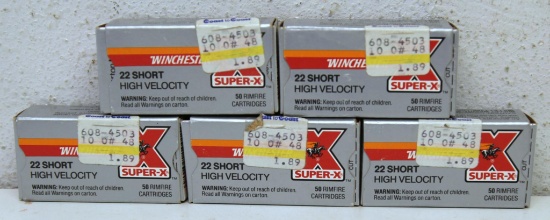 608-4503
10 0# 48
1.89
WINCHESTER
X
22 SHORT
HIGH VELOCITY
SUPER-X
WARNING: Keep out of reach of children.
Read all Warnings on carton.
50 RIMFIRE
CARTRIDGES
608-4503
10 0# 48
1.89
WINCHESTE
22 SHORT
HIGH VELOCITY
SUPER-X
WARNING: Keep out of reach of children.
Read all Warnings on carton.
50 RIMFIRE
CARTRIDGES
608-4503
10 0# 48
1.89
WIN
X
22 SHORT
HIGH VELOCITY
SUPER-X
WARNING: Keep out of reach of children.
Read all Warnings on carton.
50 RIMFIRE
CARTRIDGES
608-4503
10 0# 48
1.89
WINC
X
22 SHORT
HIGH VELOCITY
SUPER-X
WARNING: Keep out of reach of children.
Read all Warnings on carton.
50 RIMFIRE
CARTRIDGES
608-4503
10 0# 48
1.89
WINCH
X
22 SHORT
HIGH VELOCITY
SUPER-X
WARNING: Keep out of reach of children.
Read all Warnings on carton.
50 RIMFIRE
CARTRIDGES